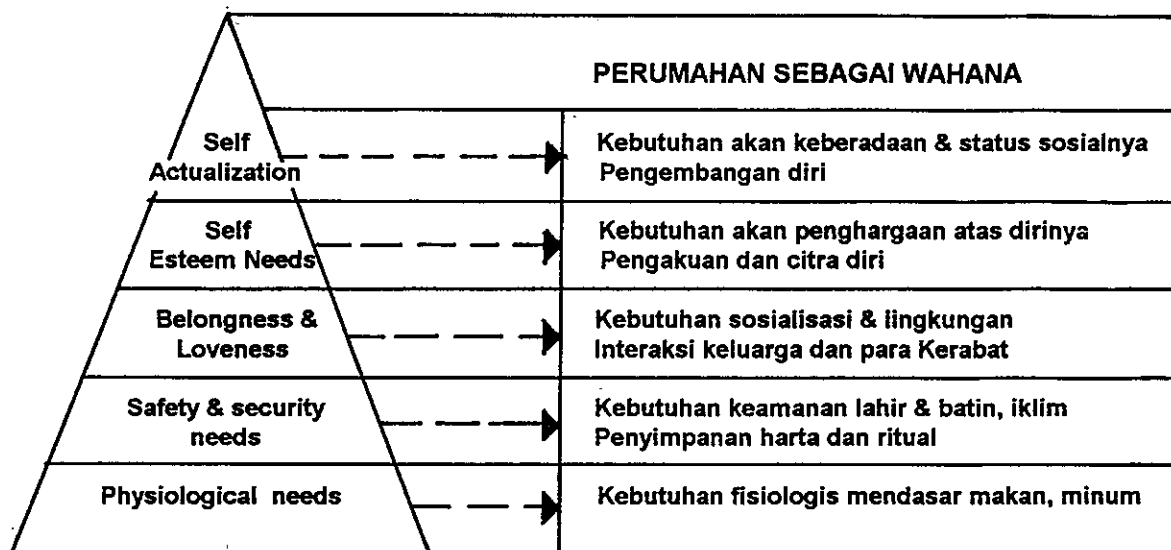 PERUMAHAN SEBAGAI WAHANA
Self
Actualization
Kebutuhan akan keberadaan & status sosialnya
Pengembangan diri
Self
Esteem Needs
Kebutuhan akan penghargaan atas dirinya
Pengakuan dan citra diri
Belongness &
Loveness
Kebutuhan sosialisasi & lingkungan
Interaksi keluarga dan para Kerabat
Safety & security
needs
Kebutuhan keamanan lahir & batin, iklim
Penyimpanan harta dan ritual
Physiological needs
Kebutuhan fisiologis mendasar makan, minum